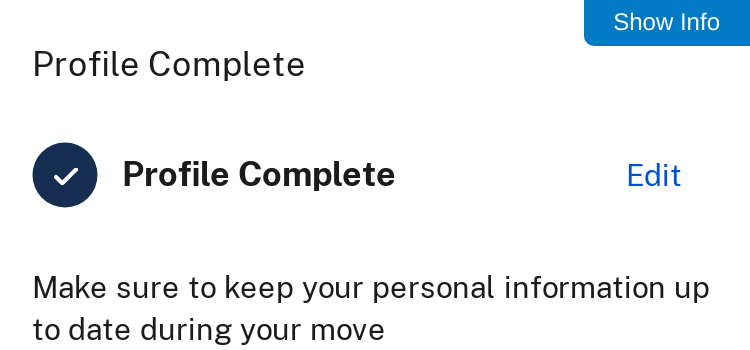 Show Info
Profile Complete
Profile Complete
Edit
Make sure to keep your personal information up
to date during your move